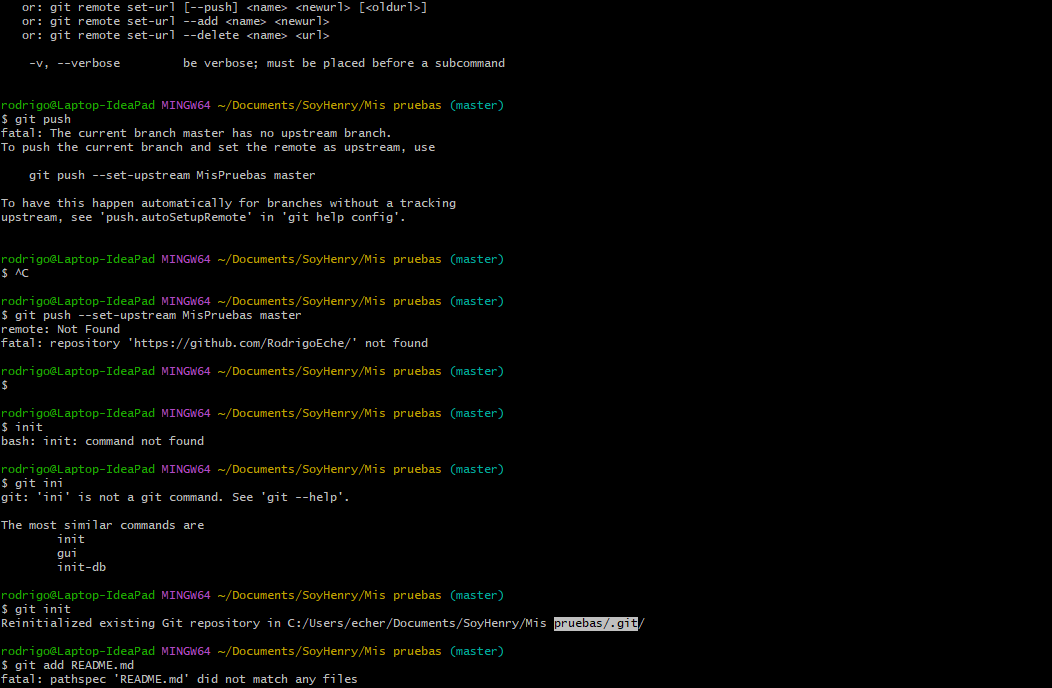 or: git remote set-url [--push] <name> <newurl> [<oldurl>]
or: git remote set-url --add <name> <newurl>
or: git remote set-url --delete <name> <url>
-v, --verbose         be verbose; must be placed before a subcommand
rodrigo@Laptop-IdeaPad MINGW64 ~/Documents/SoyHenry/Mis pruebas (master)
$ git push
fatal: The current branch master has no upstream branch.
To push the current branch and set the remote as upstream, use
git push --set-upstream MisPruebas master
To have this happen automatically for branches without a tracking
upstream, see 'push.autoSetupRemote' in 'git help config'.
rodrigo@Laptop-IdeaPad MINGW64 ~/Documents/SoyHenry/Mis pruebas (master)
$ ^C
rodrigo@Laptop-IdeaPad MINGW64 ~/Documents/SoyHenry/Mis pruebas (master)
$ git push --set-upstream MisPruebas master
remote: Not Found
fatal: repository 'https://github.com/RodrigoEche/' not found
rodrigo@Laptop-IdeaPad MINGW64 ~/Documents/SoyHenry/Mis pruebas (master)
$
rodrigo@Laptop-IdeaPad MINGW64 ~/Documents/SoyHenry/Mis pruebas (master)
$ init
bash: init: command not found
rodrigo@Laptop-IdeaPad MINGW64 ~/Documents/SoyHenry/Mis pruebas (master)
$ git ini
git: 'ini' is not a git command. See 'git --help'.
The most similar commands are
init
gui
init-db
rodrigo@Laptop-IdeaPad MINGW64 ~/Documents/SoyHenry/Mis pruebas (master)
$ git init
Reinitialized existing Git repository in C:/Users/echer/Documents/SoyHenry/Mis pruebas/.git/
rodrigo@Laptop-IdeaPad MINGW64 ~/Documents/SoyHenry/Mis pruebas (master)
$ git add README.md
fatal: pathspec 'README.md' did not match any files